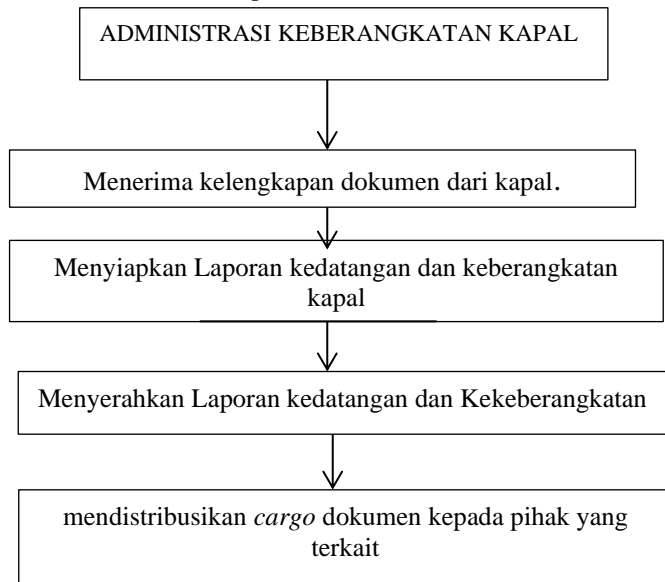 ADMINISTRASI KEBERANGKATAN KAPAL
Menerima kelengkapan dokumen dari kapal.
Menyiapkan Laporan kedatangan dan keberangkatan
kapal
Menyerahkan Laporan kedatangan dan Kekeberangkatan
mendistribusikan cargo dokumen kepada pihak yang
terkait